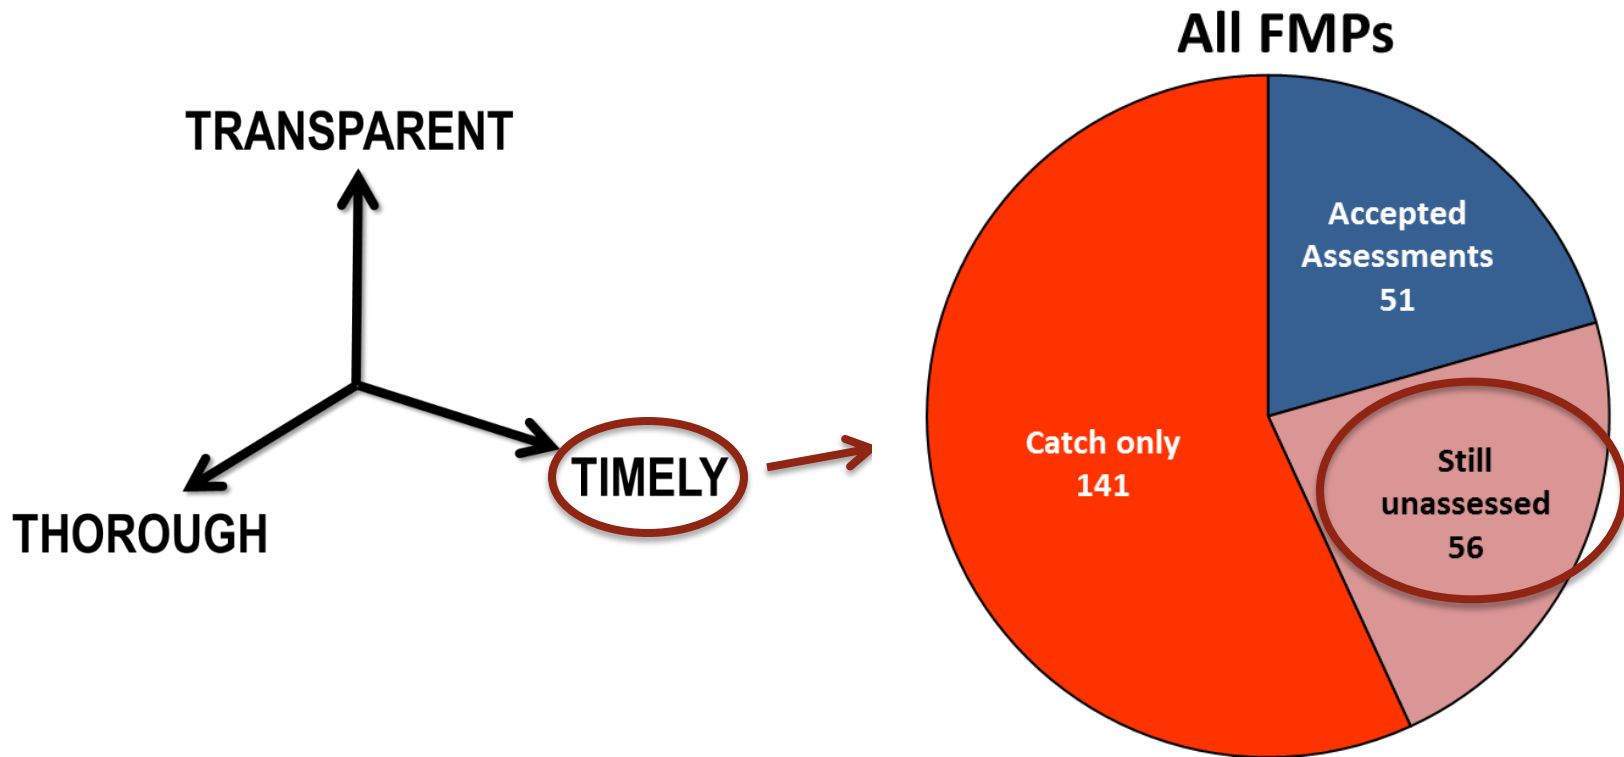 TRANSPARENT
THOROUGH
TIMELY
All FMPs
Accepted
Assessments
51
Catch only
141
Still
unassessed
56